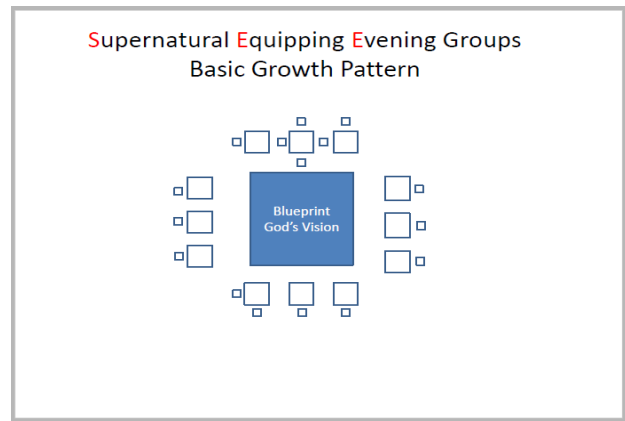 Supernatural Equipping Evening Groups
Basic Growth Pattern
Blueprint
God's Vision